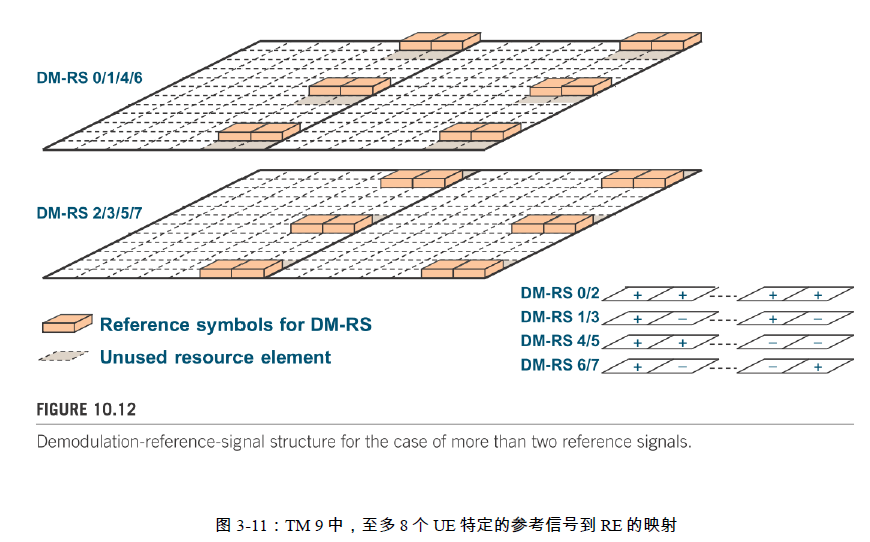 DM-RS 0/1/4/6
DM-RS 2/3/5/7
DM-RS 0/2 + + + +
DM-RS 1/3 + − + −
DM-RS 4/5 + + − −
DM-RS 6/7 + − − +
Reference symbols for DM-RS
Unused resource element
FIGURE 10.12
Demodulation-reference-signal structure for the case of more than two reference signals.
图 3-11：TM 9 中，至多 8 个 UE 特定的参考信号到 RE 的映射